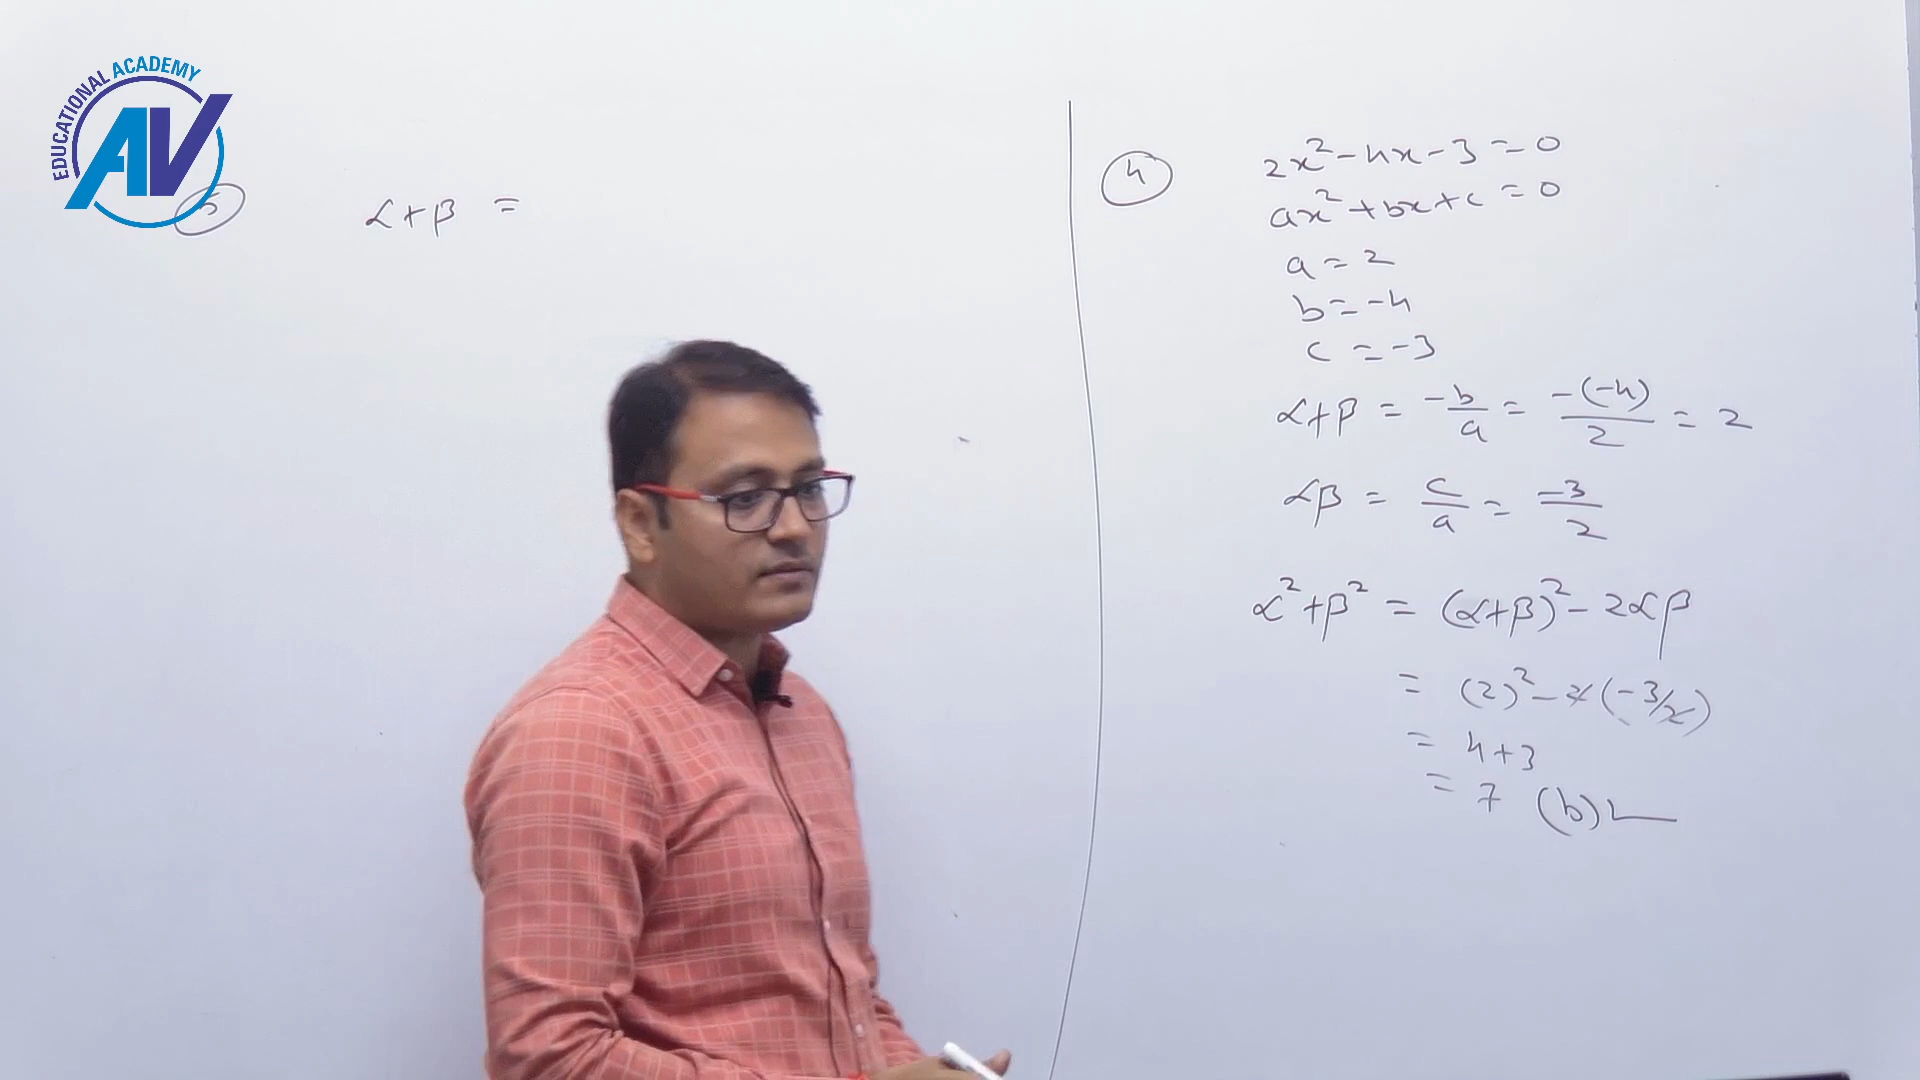 EDUCATIONAL ACADEMY
AV
5 α+β =
4
2x²-4x-3=0
ax²+bx+c=0
a=2
b=-4
c=-3
α+β = -b/a = -(-4)/2 = 2
αβ = c/a = -3/2
α²+β² = (α+β)²-2αβ
= (2)²-2(-3/2)
= 4+3
= 7 (b)